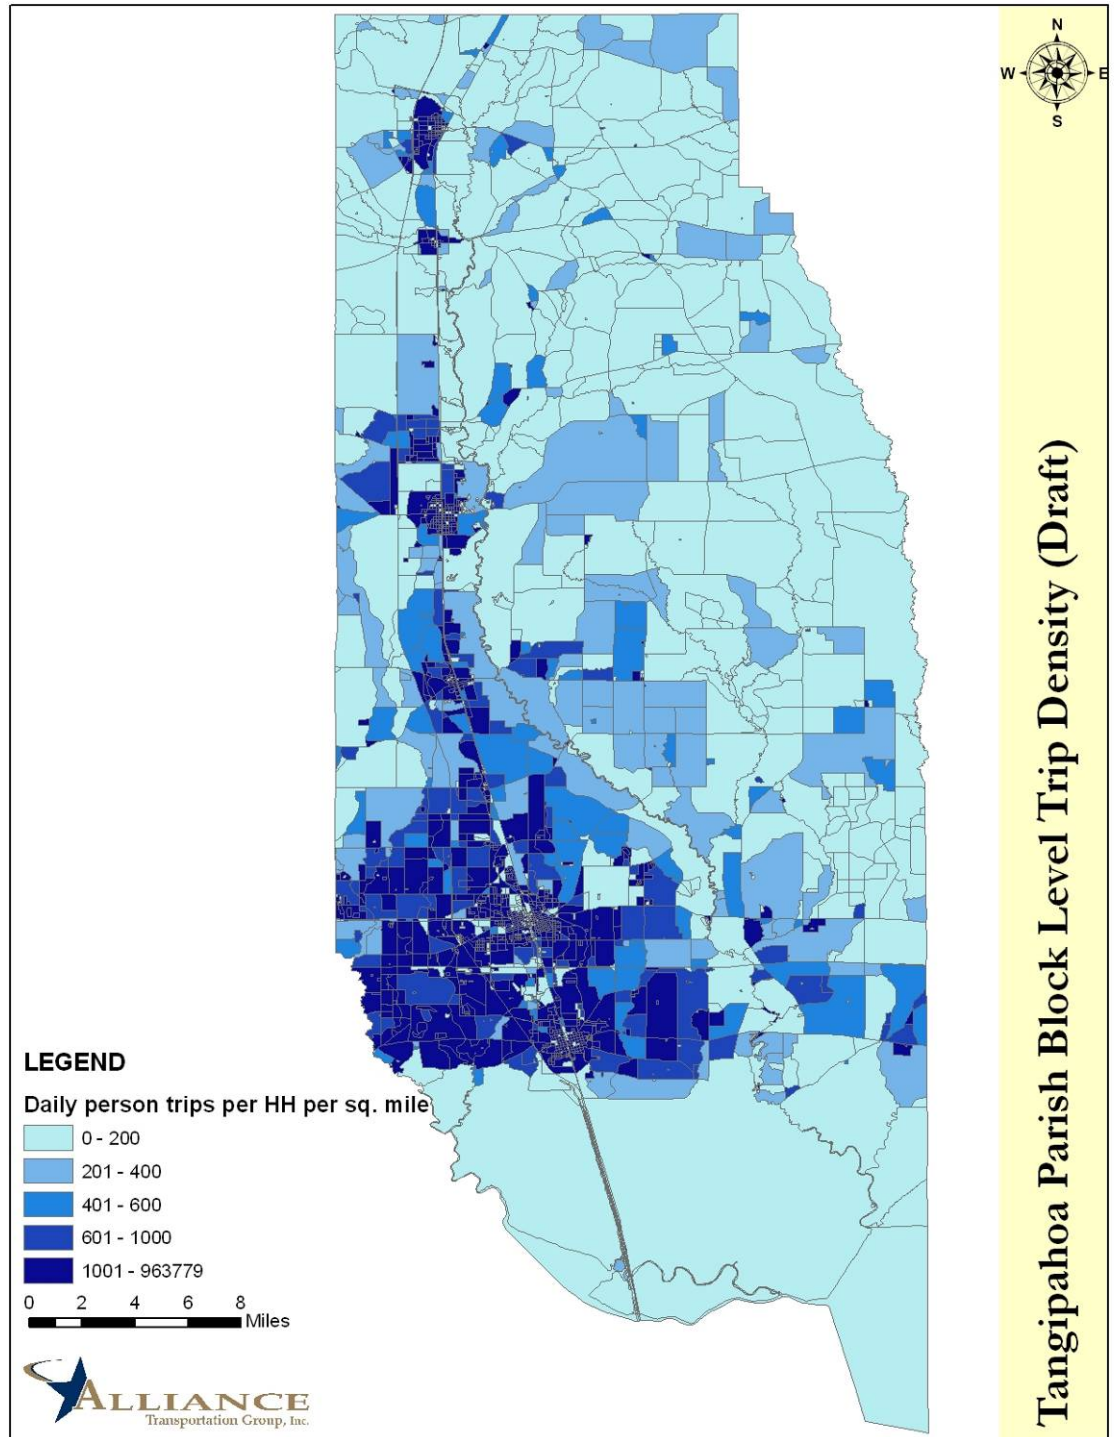 N
W E
S
Tangipahoa Parish Block Level Trip Density (Draft)
LEGEND
Daily person trips per HH per sq. mile
0 - 200
201 - 400
401 - 600
601 - 1000
1001 - 963779
0 2 4 6 8
Miles
ALLIANCE
Transportation Group, Inc.